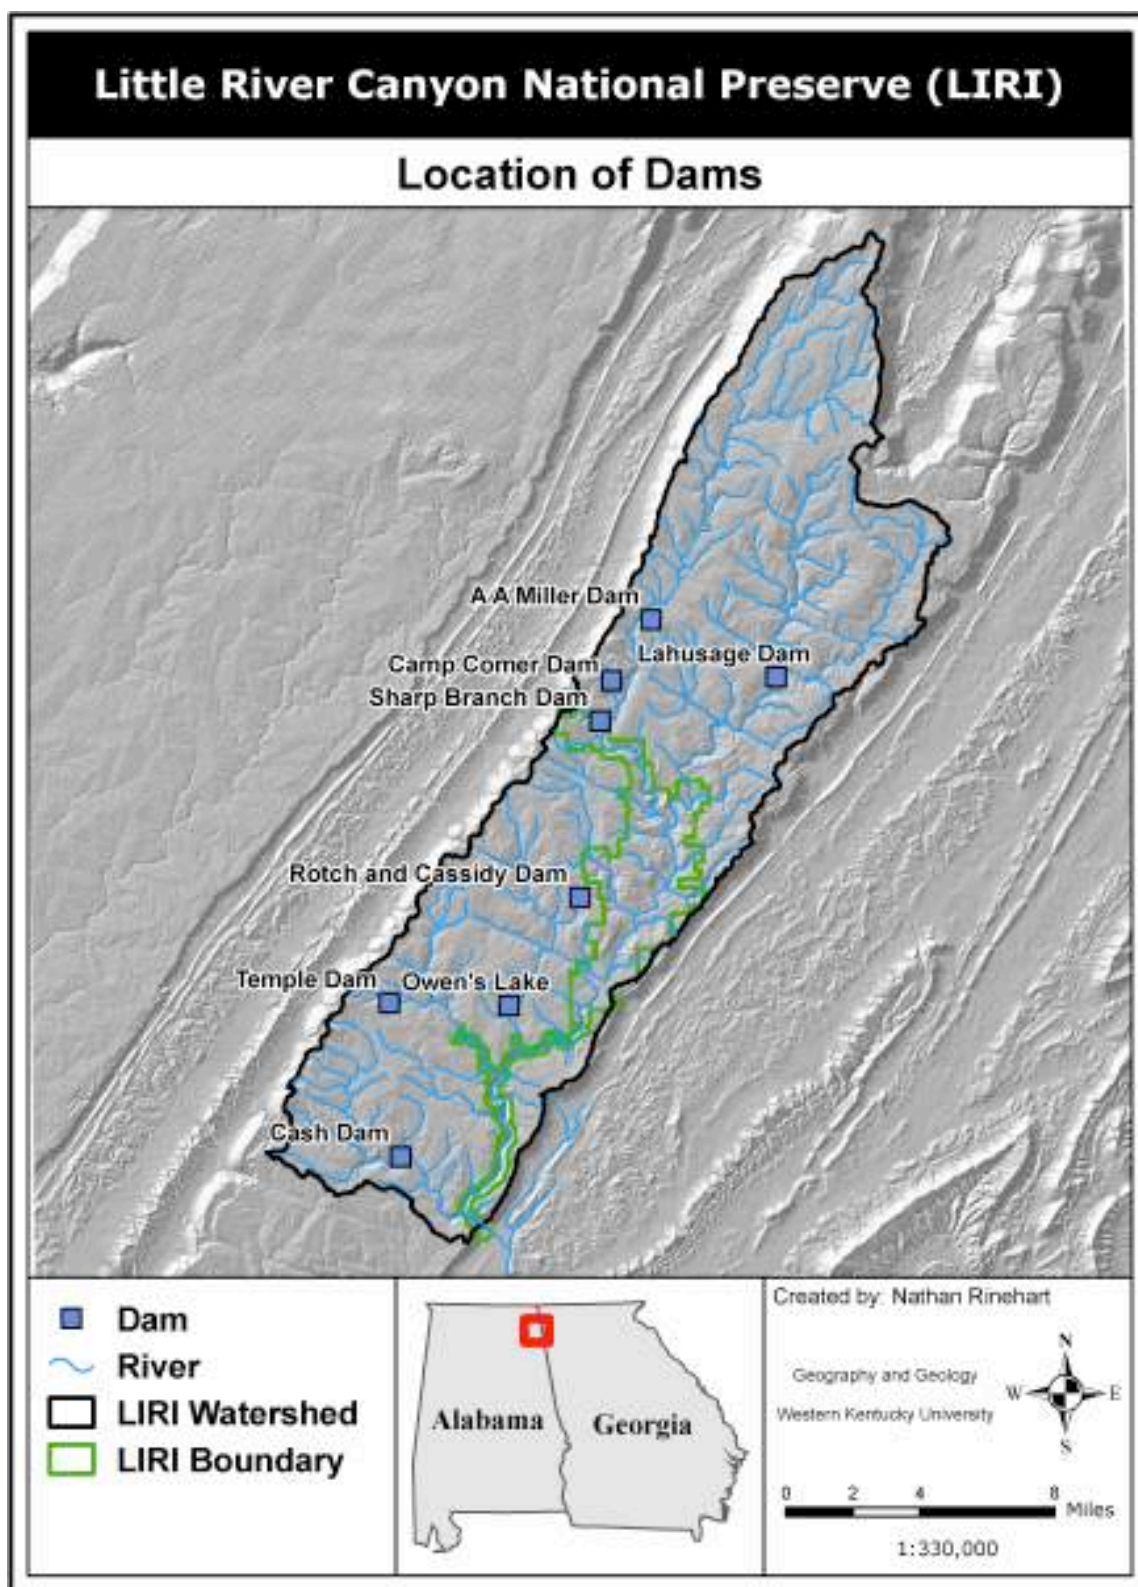 Little River Canyon National Preserve (LIRI)
Location of Dams
A A Miller Dam
Lahusage Dam
Camp Comer Dam
Sharp Branch Dam
Rotch and Cassidy Dam
Temple Dam
Owen's Lake
Cash Dam
Dam
River
LIRI Watershed
LIRI Boundary
Alabama
Georgia
Created by: Nathan Rinehart
Geography and Geology
Western Kentucky University
N
W
E
S
0 2 4 8
Miles
1:330,000